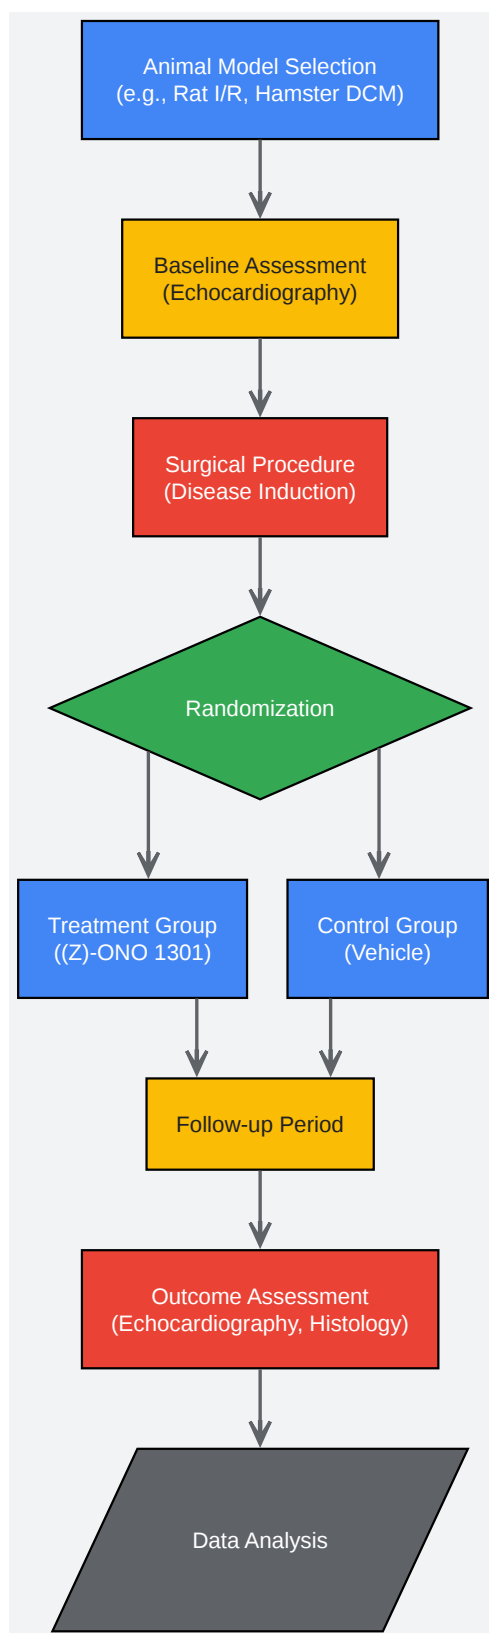 Animal Model Selection
(e.g., Rat I/R, Hamster DCM)
Baseline Assessment
(Echocardiography)
Surgical Procedure
(Disease Induction)
Randomization
Treatment Group
((Z)-ONO 1301)
Control Group
(Vehicle)
Follow-up Period
Outcome Assessment
(Echocardiography, Histology)
Data Analysis